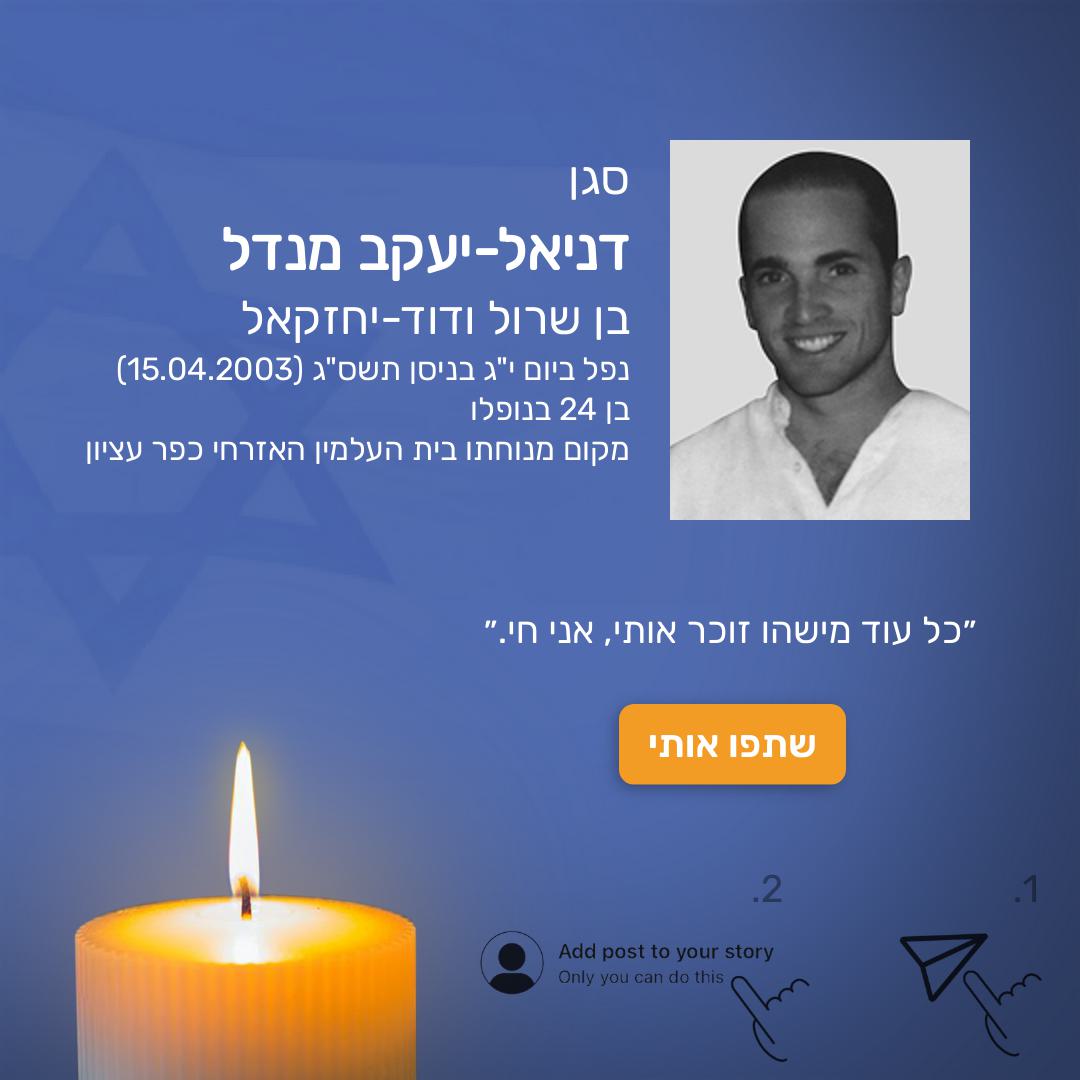 סגן
דניאל-יעקב מנדל
בן שרול ודוד-יחזקאל
נפל ביום י"ג בניסן תשס"ג (15.04.2003)
בן 24 בנופלו
מקום מנוחתו בית העלמין האזרחי כפר עציון
״כל עוד מישהו זוכר אותי, אני חי.״
שתפו אותי
1.
2.
Add post to your story
Only you can do this